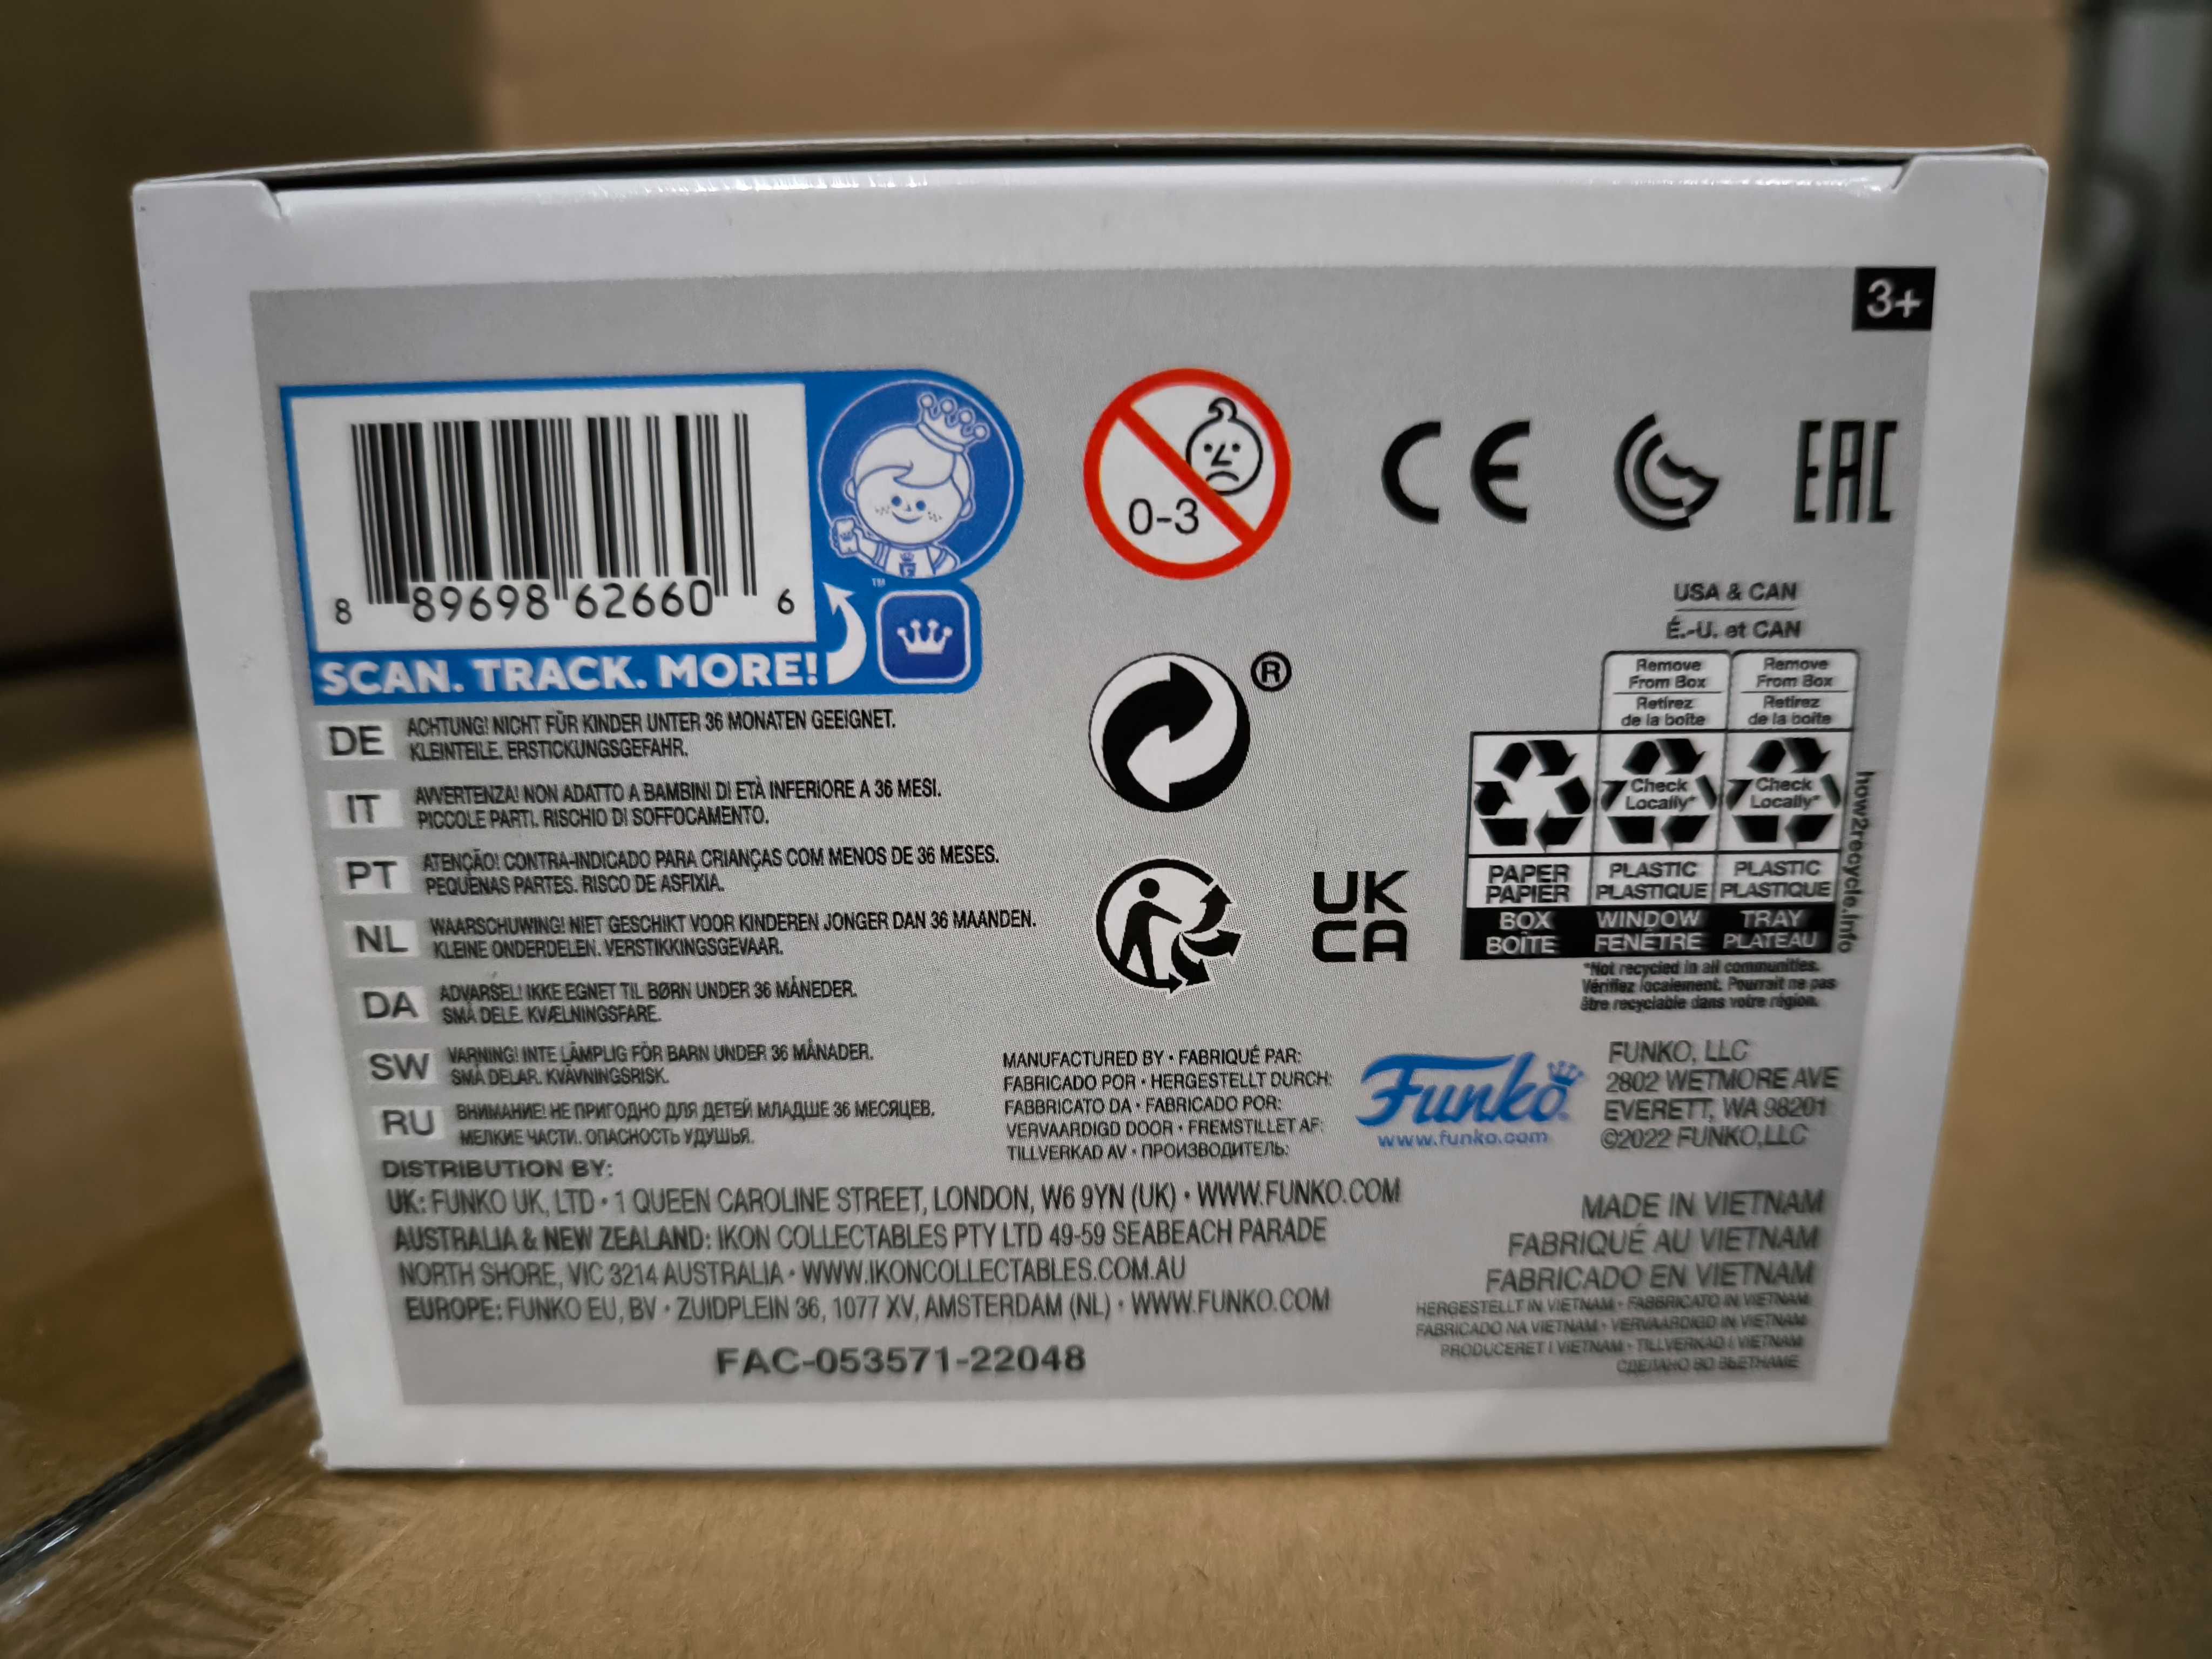 3+
8 89698 62660 6
SCAN. TRACK. MORE!
™
0-3
CE
EAC
DE ACHTUNG! NICHT FÜR KINDER UNTER 36 MONATEN GEEIGNET.
KLEINTEILE. ERSTICKUNGSGEFAHR.
IT AVVERTENZA! NON ADATTO A BAMBINI DI ETÀ INFERIORE A 36 MESI.
PICCOLE PARTI. RISCHIO DI SOFFOCAMENTO.
PT ATENÇÃO! CONTRA-INDICADO PARA CRIANÇAS COM MENOS DE 36 MESES.
PEQUENAS PARTES. RISCO DE ASFIXIA.
NL WAARSCHUWING! NIET GESCHIKT VOOR KINDEREN JONGER DAN 36 MAANDEN.
KLEINE ONDERDELEN. VERSTIKKINGSGEVAAR.
DA ADVARSEL! IKKE EGNET TIL BØRN UNDER 36 MÅNEDER.
SMÅ DELE. KVÆLNINGSFARE.
SW VARNING! INTE LÄMPLIG FÖR BARN UNDER 36 MÅNADER.
SMÅ DELAR. KVÄVNINGSRISK.
RU ВНИМАНИЕ! НЕ ПРИГОДНО ДЛЯ ДЕТЕЙ МЛАДШЕ 36 МЕСЯЦЕВ.
МЕЛКИЕ ЧАСТИ. ОПАСНОСТЬ УДУШЬЯ.
®
UK
CA
USA & CAN
É.-U. et CAN
Remove
From Box
Retirez
de la boîte
Remove
From Box
Retirez
de la boîte
Check
Locally*
Check
Locally*
PAPER
PAPIER
PLASTIC
PLASTIQUE
PLASTIC
PLASTIQUE
BOX
BOÎTE
WINDOW
FENÊTRE
TRAY
PLATEAU
how2recycle.info
*Not recycled in all communities.
Vérifiez localement. Pourrait ne pas
être recyclable dans votre région.
MANUFACTURED BY • FABRIQUÉ PAR:
FABRICADO POR • HERGESTELLT DURCH:
FABBRICATO DA • FABRICADO POR:
VERVAARDIGD DOOR • FREMSTILLET AF:
TILLVERKAD AV • ПРОИЗВОДИТЕЛЬ:
Funko
www.funko.com
FUNKO, LLC
2802 WETMORE AVE
EVERETT, WA 98201
©2022 FUNKO,LLC
DISTRIBUTION BY:
UK: FUNKO UK, LTD • 1 QUEEN CAROLINE STREET, LONDON, W6 9YN (UK) • WWW.FUNKO.COM
AUSTRALIA & NEW ZEALAND: IKON COLLECTABLES PTY LTD 49-59 SEABEACH PARADE
NORTH SHORE, VIC 3214 AUSTRALIA • WWW.IKONCOLLECTABLES.COM.AU
EUROPE: FUNKO EU, BV • ZUIDPLEIN 36, 1077 XV, AMSTERDAM (NL) • WWW.FUNKO.COM
FAC-053571-22048
MADE IN VIETNAM
FABRIQUÉ AU VIETNAM
FABRICADO EN VIETNAM
HERGESTELLT IN VIETNAM • FABBRICATO IN VIETNAM
FABRICADO NA VIETNAM • VERVAARDIGD IN VIETNAM
PRODUCERET I VIETNAM • TILLVERKAD I VIETNAM
СДЕЛАНО ВО ВЬЕТНАМЕ